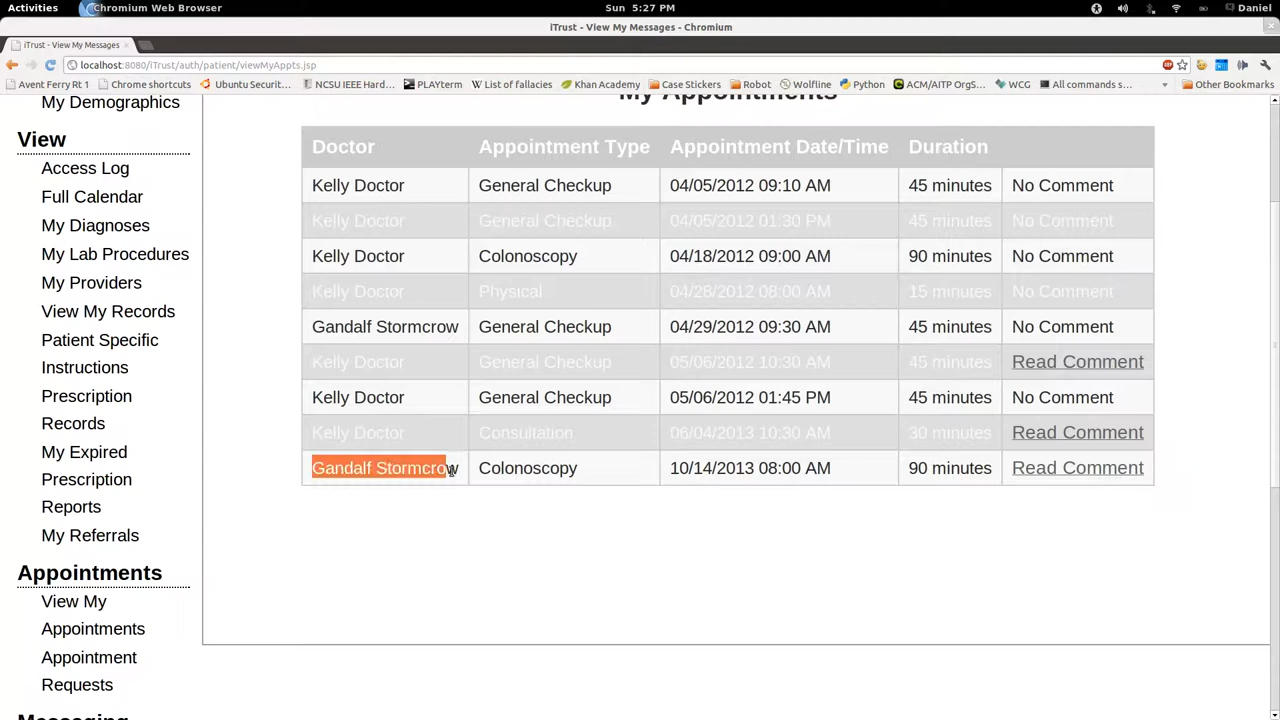 Activities Chromium Web Browser Sun 5:27 PM Daniel
iTrust - View My Messages - Chromium
iTrust - View My Messages ×
localhost:8080/iTrust/auth/patient/viewMyAppts.jsp
Avent Ferry Rt 1 Chrome shortcuts Ubuntu Securit... NCSU IEEE Hard... PLAYterm List of fallacies Khan Academy Case Stickers Robot Wolfline Python ACM/AITP OrgS... WCG All commands s... Other Bookmarks
My Demographics
View
Access Log
Full Calendar
My Diagnoses
My Lab Procedures
My Providers
View My Records
Patient Specific
Instructions
Prescription
Records
My Expired
Prescription
Reports
My Referrals
Appointments
View My
Appointments
Appointment
Requests
Messaging
My Appointments
Doctor Appointment Type Appointment Date/Time Duration
Kelly Doctor General Checkup 04/05/2012 09:10 AM 45 minutes No Comment
Kelly Doctor General Checkup 04/05/2012 01:30 PM 45 minutes No Comment
Kelly Doctor Colonoscopy 04/18/2012 09:00 AM 90 minutes No Comment
Kelly Doctor Physical 04/28/2012 08:00 AM 15 minutes No Comment
Gandalf Stormcrow General Checkup 04/29/2012 09:30 AM 45 minutes No Comment
Kelly Doctor General Checkup 05/06/2012 10:30 AM 45 minutes Read Comment
Kelly Doctor General Checkup 05/06/2012 01:45 PM 45 minutes No Comment
Kelly Doctor Consultation 06/04/2013 10:30 AM 30 minutes Read Comment
Gandalf Stormcrow Colonoscopy 10/14/2013 08:00 AM 90 minutes Read Comment